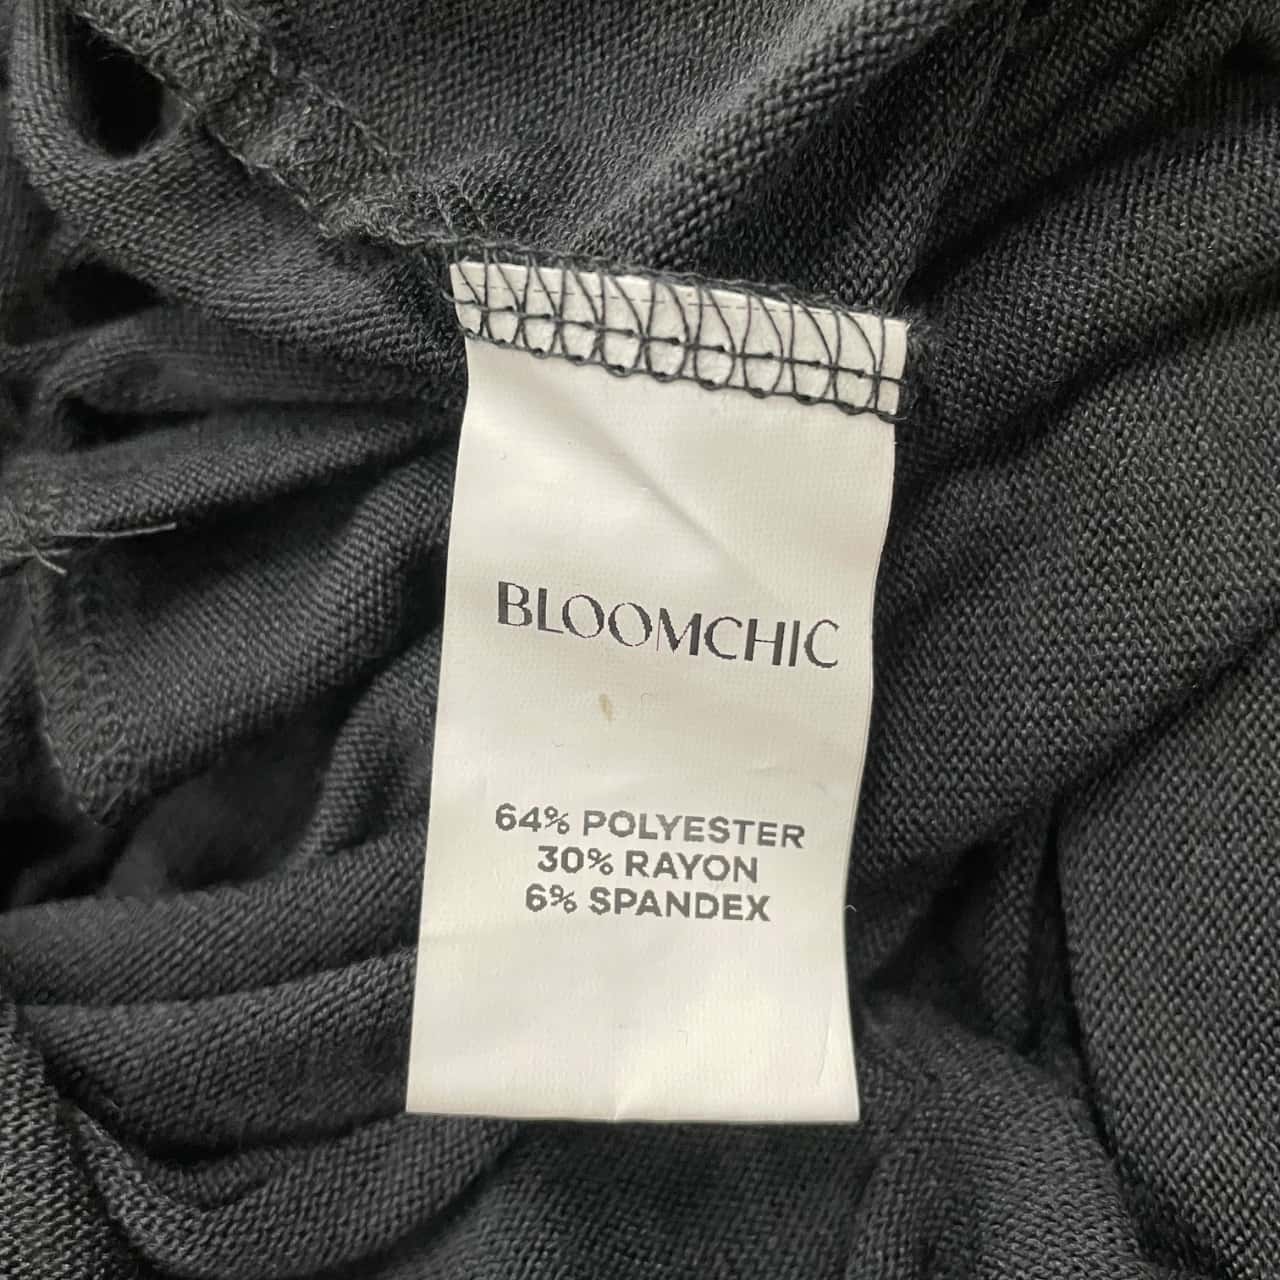 BLOOMCHIC
64% POLYESTER
30% RAYON
6% SPANDEX